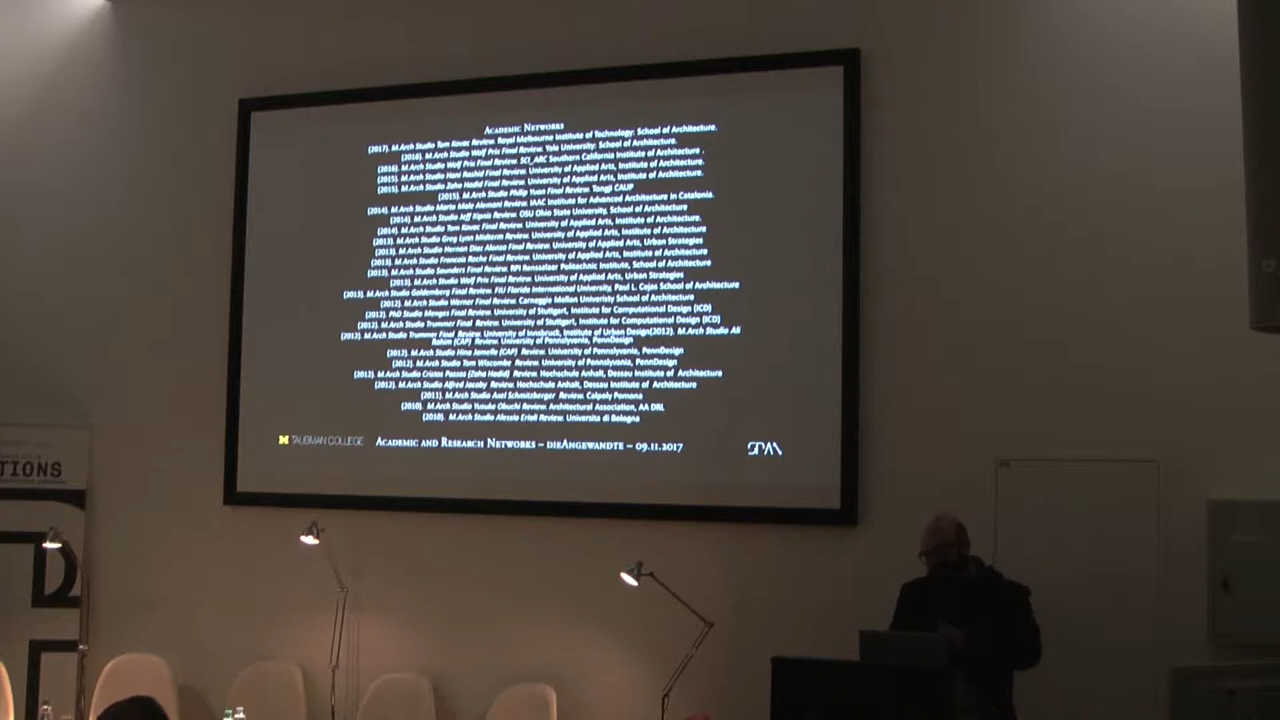 Academic Networks
(2017). M.Arch Studio Tom Kovac Review. Royal Melbourne Institute of Technology: School of Architecture.
(2016). M.Arch Studio Wolf Prix Final Review. Yale University: School of Architecture.
(2016). M.Arch Studio Wolf Prix Final Review. SCI_ARC Southern California Institute of Architecture .
(2015). M.Arch Studio Hani Rashid Final Review. University of Applied Arts, Institute of Architecture.
(2015). M.Arch Studio Zaha Hadid Final Review. University of Applied Arts, Institute of Architecture.
(2015). M.Arch Studio Philip Yuan Final Review. Tongji CAUP
(2014). M.Arch Studio Marta Male Alemani Review. IAAC Institute for Advanced Architecture in Catalonia.
(2014). M.Arch Studio Jeff Kipnis Review. OSU Ohio State University, School of Architecture
(2014). M.Arch Studio Tom Kovac Final Review. University of Applied Arts, Institute of Architecture.
(2013). M.Arch Studio Greg Lynn Midterm Review. University of Applied Arts, Institute of Architecture
(2013). M.Arch Studio Hernan Diaz Alonso Final Review. University of Applied Arts, Urban Strategies
(2013). M.Arch Studio Francois Roche Final Review. University of Applied Arts, Institute of Architecture
(2013). M.Arch Studio Saunders Final Review. RPI Rensselaer Politechnic Institute, School of Architecture
(2013). M.Arch Studio Wolf Prix Final Review. University of Applied Arts, Urban Strategies
(2013). M.Arch Studio Goldemberg Final Review. FIU Florida International University, Paul L. Cejas School of Architecture
(2012). M.Arch Studio Werner Final Review. Carneggie Mellon Univeristy School of Architecture
(2012). PhD Studio Menges Final Review. University of Stuttgart, Institute for Computational Design (ICD)
(2012). M.Arch Studio Trummer Final Review. University of Stuttgart, Institute for Computational Design (ICD)
(2012). M.Arch Studio Trummer Final Review. University of Innsbruck, Institute of Urban Design(2012). M.Arch Studio Ali
Rahim (CAP) Review. University of Pennsylvania, PennDesign
(2012). M.Arch Studio Hina Jamelle (CAP) Review. University of Pennsylvania, PennDesign
(2012). M.Arch Studio Tom Wiscombe Review. University of Pennsylvania, PennDesign
(2012). M.Arch Studio Cristos Passas (Zaha Hadid) Review. Hochschule Anhalt, Dessau Institute of Architecture
(2012). M.Arch Studio Alfred Jacoby Review. Hochschule Anhalt, Dessau Institute of Architecture
(2011). M.Arch Studio Axel Schmitzberger Review. Calpoly Pomona
(2010). M.Arch Studio Yusuke Obuchi Review. Architectural Association, AA DRL
(2010). M.Arch Studio Alessio Erioli Review. Universita di Bologna
M TAUBMAN COLLEGE
Academic and Research Networks – dieAngewandte – 09.11.2017
SPAN
TIONS